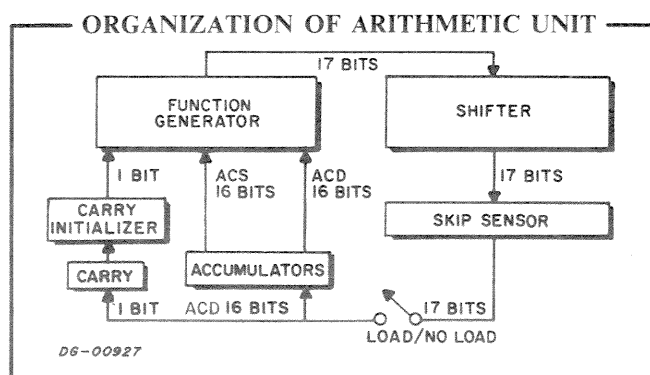 ORGANIZATION OF ARITHMETIC UNIT
17 BITS
FUNCTION
GENERATOR
SHIFTER
1 BIT
ACS
16 BITS
ACD
16 BITS
17 BITS
CARRY
INITIALIZER
SKIP SENSOR
CARRY
ACCUMULATORS
1 BIT
ACD 16 BITS
17 BITS
LOAD/NO LOAD
DG-00927